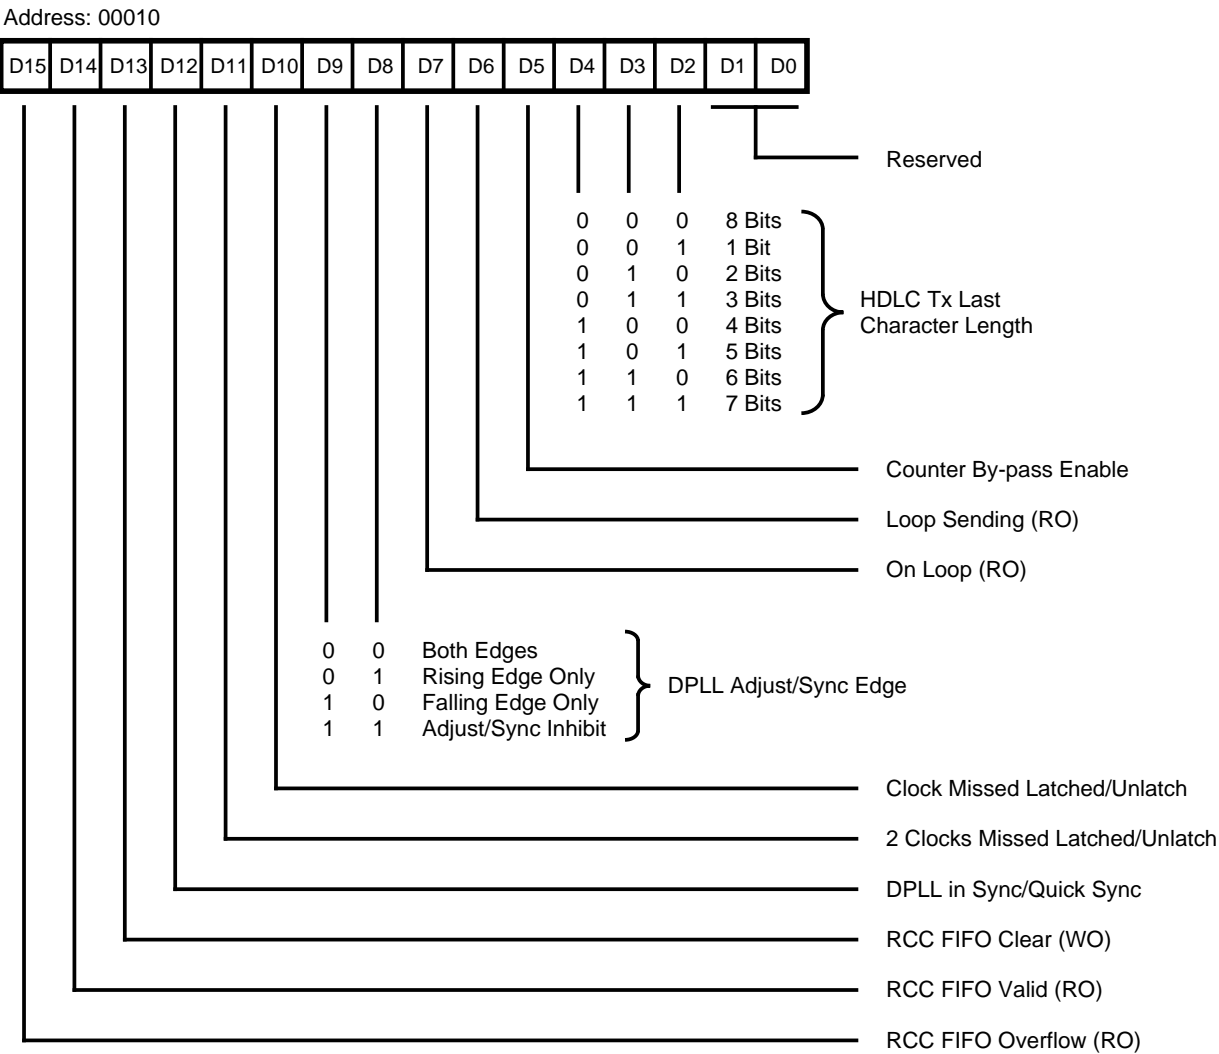 Address: 00010
D15 D14 D13 D12 D11 D10 D9 D8 D7 D6 D5 D4 D3 D2 D1 D0
Reserved
0 0 0 8 Bits
0 0 1 1 Bit
0 1 0 2 Bits
0 1 1 3 Bits
1 0 0 4 Bits
1 0 1 5 Bits
1 1 0 6 Bits
1 1 1 7 Bits
HDLC Tx Last
Character Length
Counter By-pass Enable
Loop Sending (RO)
On Loop (RO)
0 0 Both Edges
0 1 Rising Edge Only
1 0 Falling Edge Only
1 1 Adjust/Sync Inhibit
DPLL Adjust/Sync Edge
Clock Missed Latched/Unlatch
2 Clocks Missed Latched/Unlatch
DPLL in Sync/Quick Sync
RCC FIFO Clear (WO)
RCC FIFO Valid (RO)
RCC FIFO Overflow (RO)